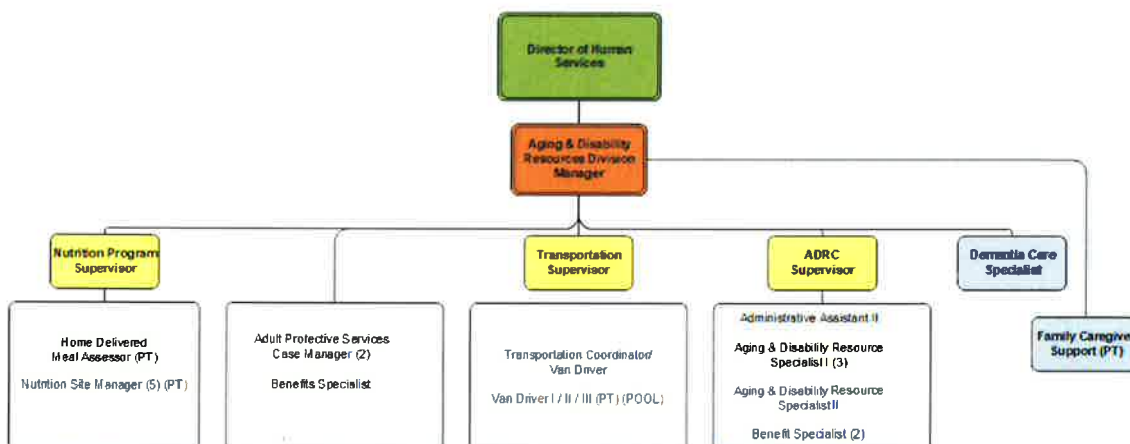 Director of Human
Services
Aging & Disability
Resources Division
Manager
Nutrition Program
Supervisor
Transportation
Supervisor
ADRC
Supervisor
Dementia Care
Specialist
Home Delivered
Meal Assessor (PT)
Nutrition Site Manager (5) (PT)
Adult Protective Services
Case Manager (2)
Benefits Specialist
Transportation Coordinator/
Van Driver
Van Driver I / II / III (PT) (POOL)
Administrative Assistant II
Aging & Disability Resource
Specialist I (3)
Aging & Disability Resource
Specialist II
Benefit Specialist (2)
Family Caregiver
Support (PT)